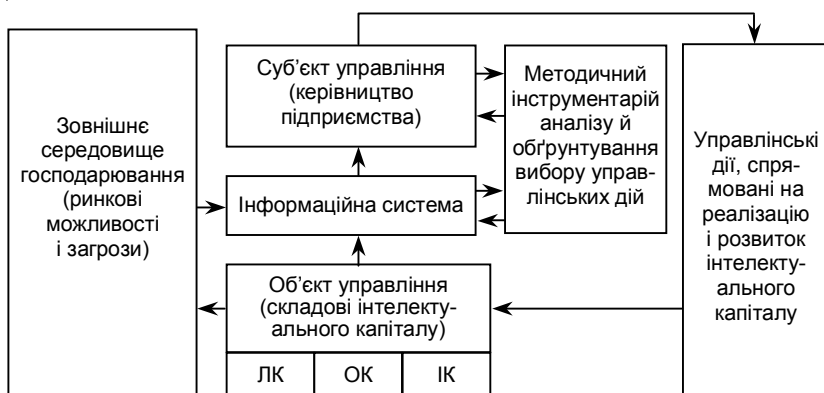 Зовнішнє
середовище
господарювання
(ринкові
можливості
і загрози)
Суб’єкт управління
(керівництво
підприємства)
Інформаційна система
Об’єкт управління
(складові інтелекту-
ального капіталу)
ЛК
ОК
ІК
Методичний
інструментарій
аналізу й
обґрунтування
вибору управ-
лінських дій
Управлінські
дії, спря-
мовані на
реалізацію
і розвиток
інтелекту-
ального
капіталу